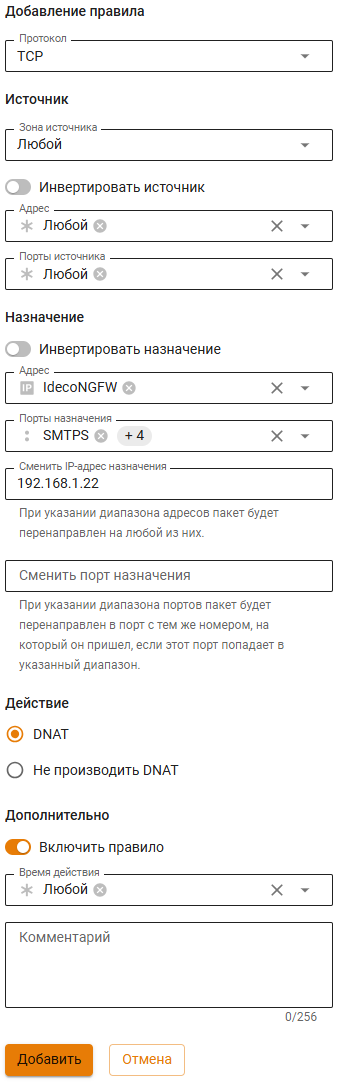 Добавление правила
Протокол
TCP
Источник
Зона источника
Любой
Инвертировать источник
Адрес
Любой
Порты источника
Любой
Назначение
Инвертировать назначение
Адрес
IP IdecoNGFW
Порты назначения
SMTPS + 4
Сменить IP-адрес назначения
192.168.1.22
При указании диапазона адресов пакет будет
перенаправлен на любой из них.
Сменить порт назначения
При указании диапазона портов пакет будет
перенаправлен в порт с тем же номером, на
который он пришел, если этот порт попадает в
указанный диапазон.
Действие
DNAT
Не производить DNAT
Дополнительно
Включить правило
Время действия
Любой
Комментарий
0/256
Добавить Отмена